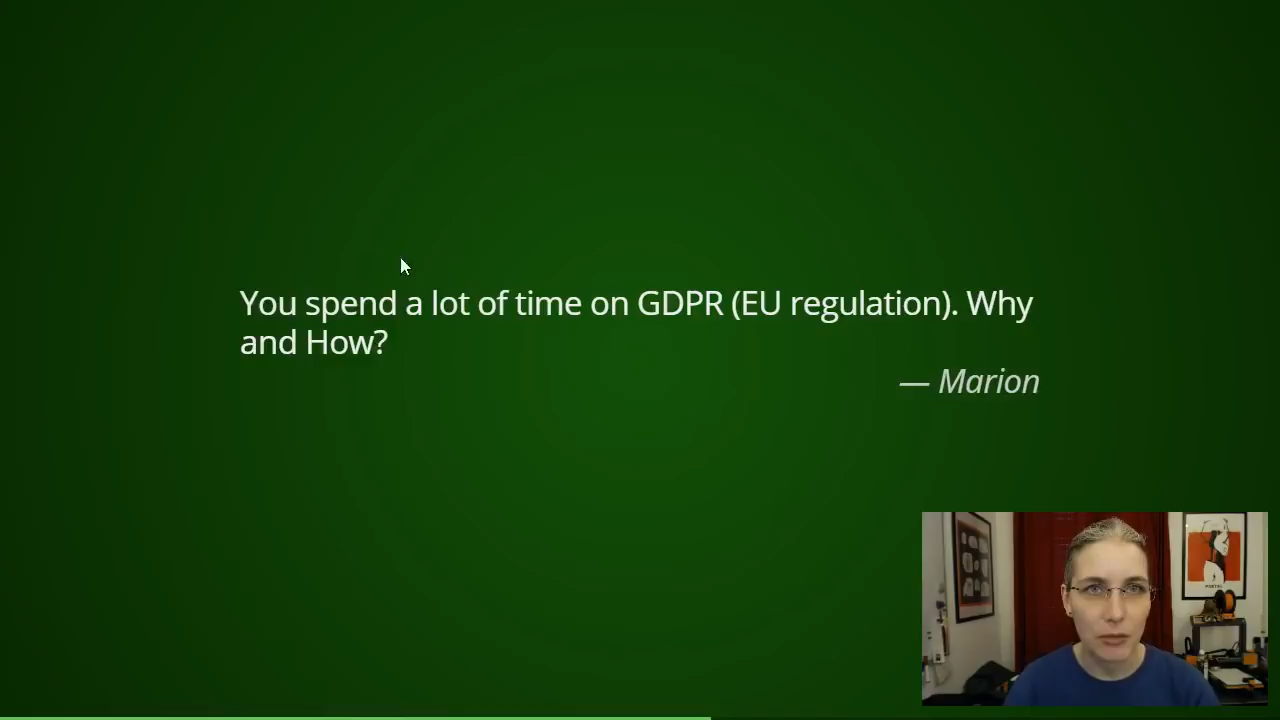 You spend a lot of time on GDPR (EU regulation). Why
and How?
— Marion